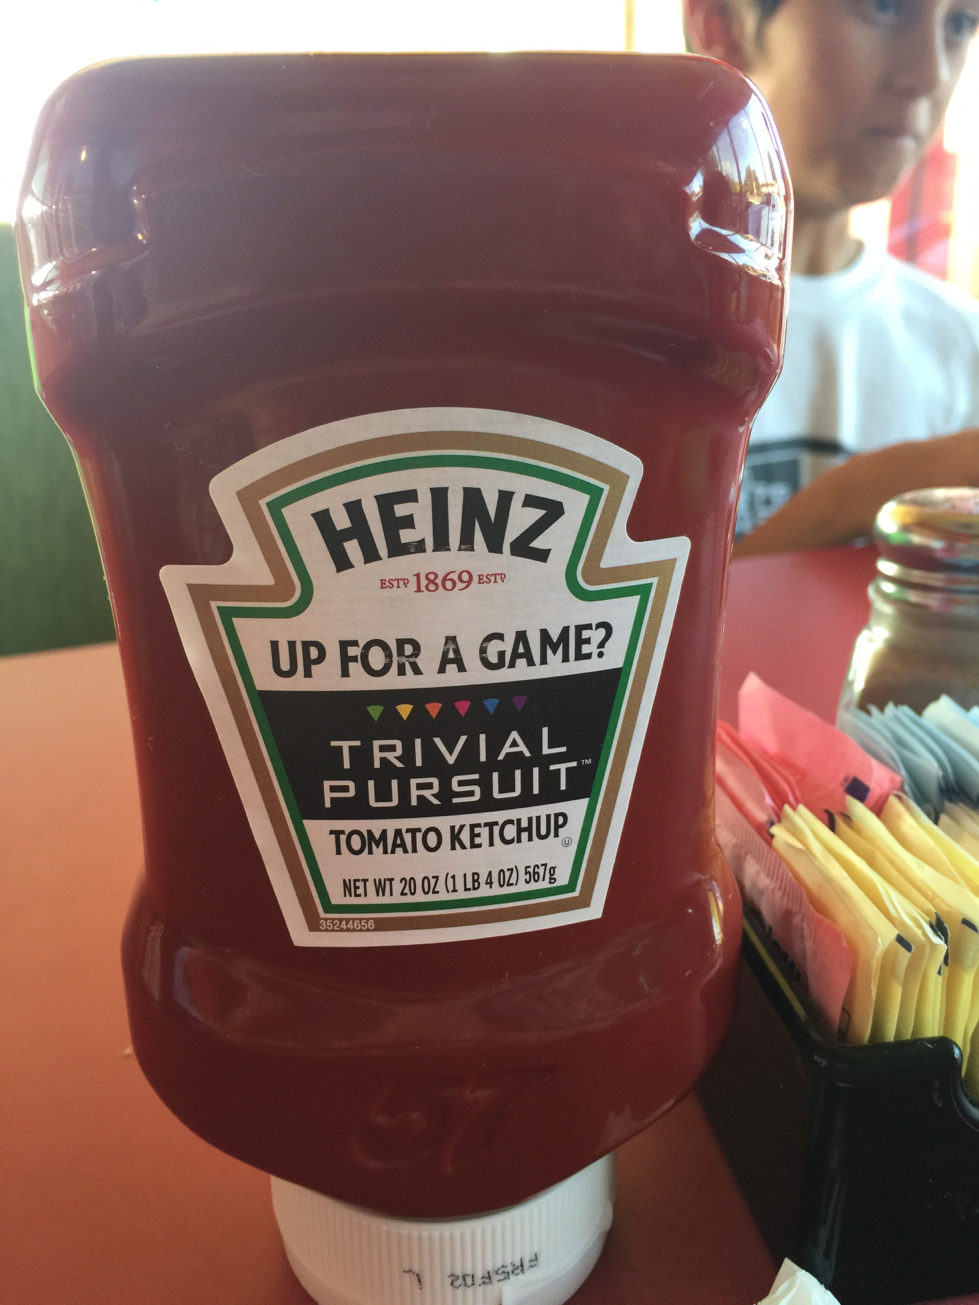 HEINZ
ESTD 1869 ESTD
UP FOR A GAME?
TRIVIAL
PURSUIT™
TOMATO KETCHUP
NET WT 20 OZ (1 LB 4 OZ) 567g
35244656
57